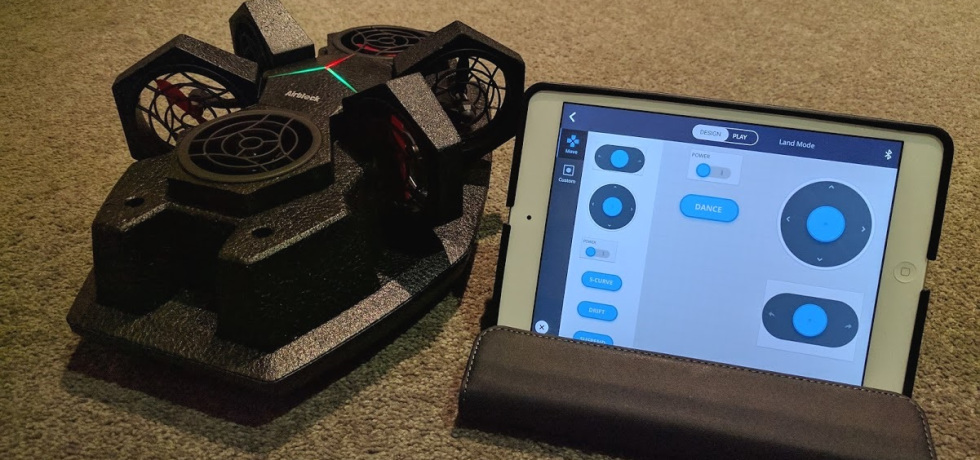 Airblock
DESIGN
PLAY
Land Mode
Move
Custom
POWER
DANCE
POWER
S-CURVE
DRIFT